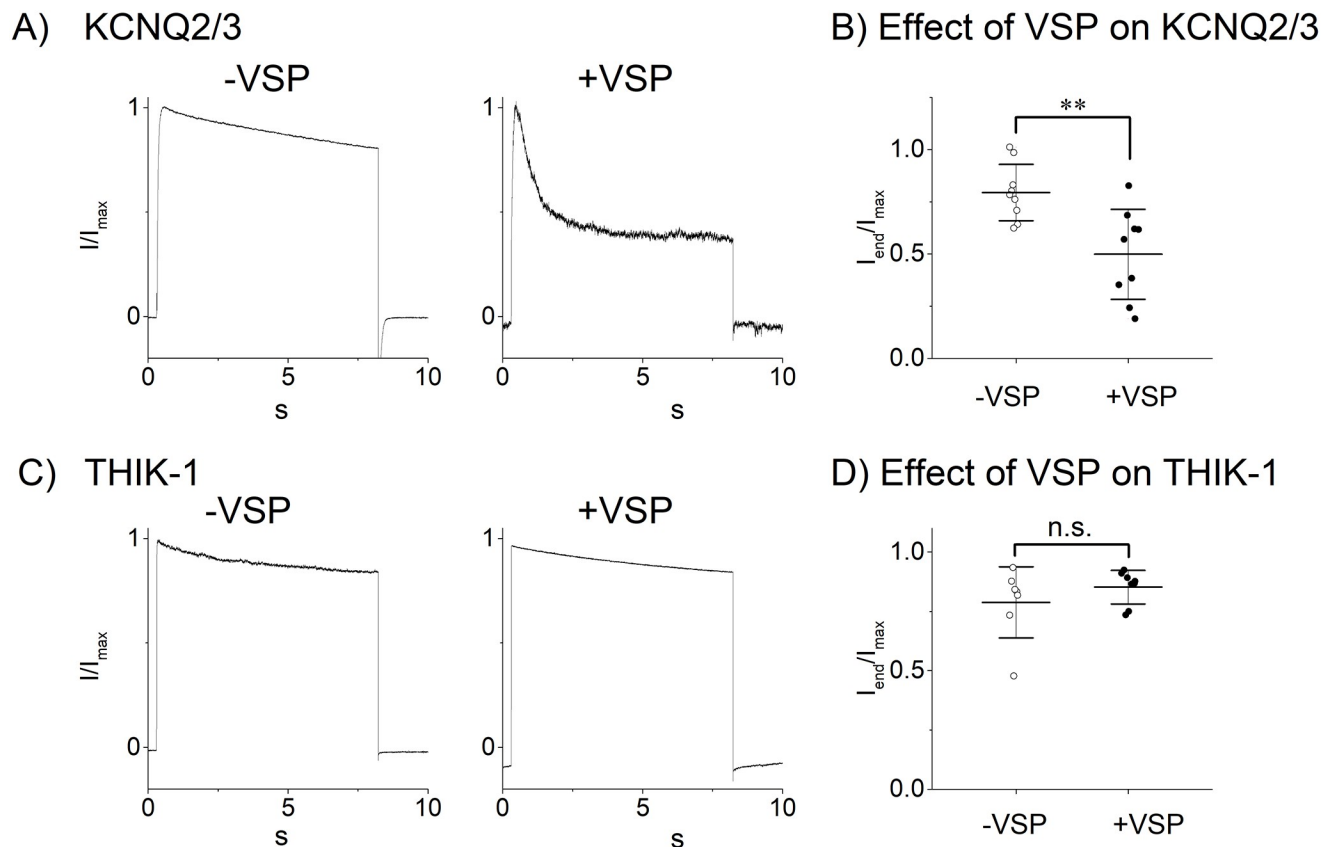 A) KCNQ2/3
B) Effect of VSP on KCNQ2/3
-VSP
+VSP
1
0
I/Imax
0 5 10
s
1
0
0 5 10
s
**
1.0
0.5
0.0
Iend/Imax
-VSP +VSP
C) THIK-1
D) Effect of VSP on THIK-1
-VSP
+VSP
1
0
I/Imax
0 5 10
s
1
0
0 5 10
s
n.s.
1.0
0.5
0.0
Iend/Imax
-VSP +VSP